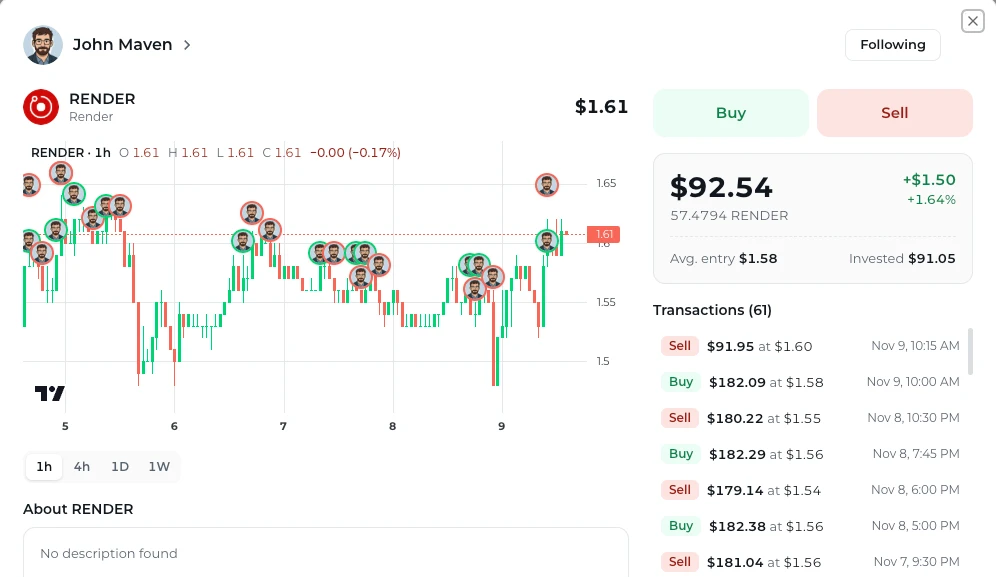 John Maven
Following
RENDER
Render
$1.61
Buy
Sell
RENDER · 1h O 1.61 H 1.61 L 1.61 C 1.61 −0.00 (−0.17%)
1.65
1.61
1.6
1.55
1.5
5 6 7 8 9
1h 4h 1D 1W
About RENDER
No description found
$92.54
+$1.50
57.4794 RENDER
+1.64%
Avg. entry $1.58 Invested $91.05
Transactions (61)
Sell $91.95 at $1.60 Nov 9, 10:15 AM
Buy $182.09 at $1.58 Nov 9, 10:00 AM
Sell $180.22 at $1.55 Nov 8, 10:30 PM
Buy $182.29 at $1.56 Nov 8, 7:45 PM
Sell $179.14 at $1.54 Nov 8, 6:00 PM
Buy $182.38 at $1.56 Nov 8, 5:00 PM
Sell $181.04 at $1.56 Nov 7, 9:30 PM